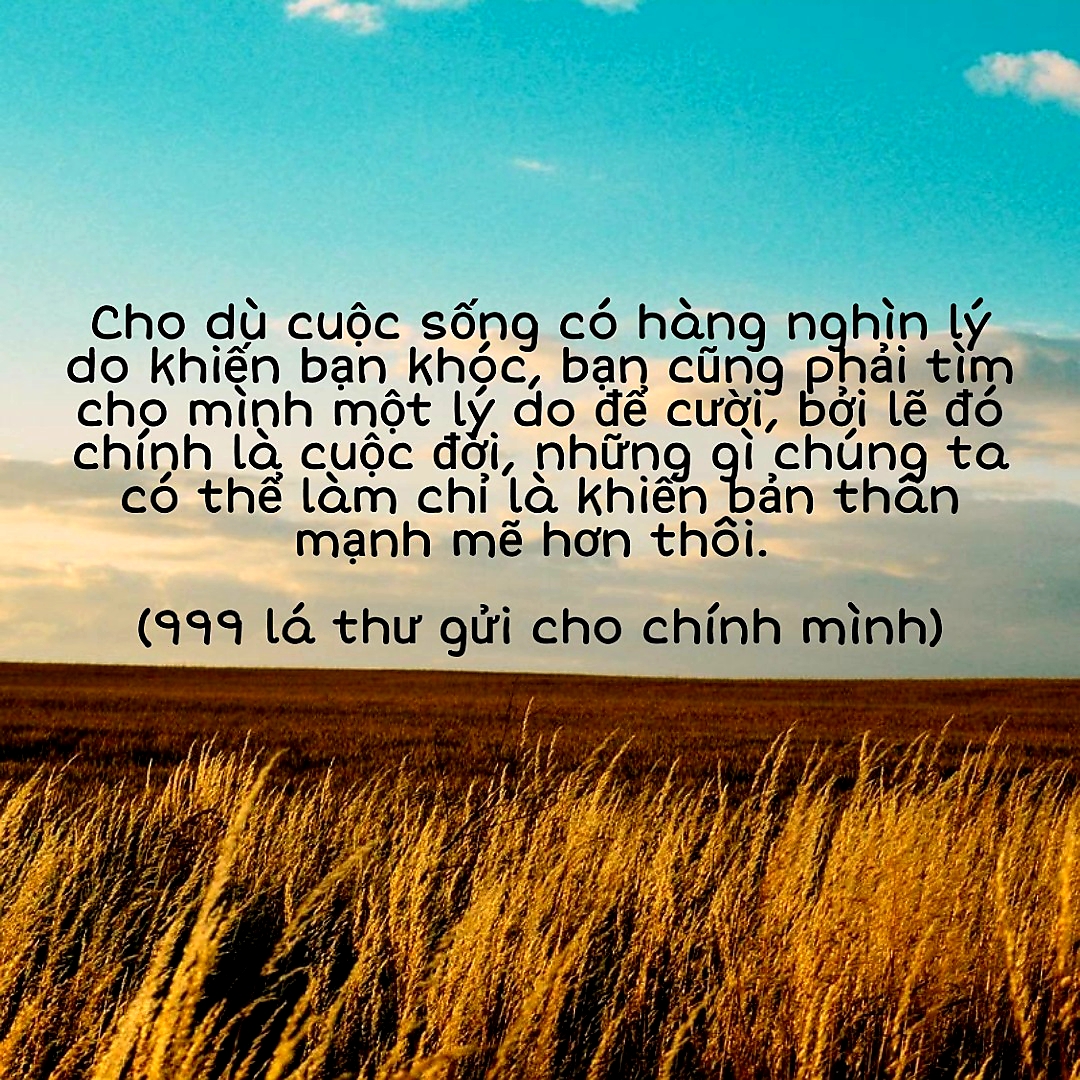 Cho dù cuộc sống có hàng nghìn lý
do khiến bạn khóc, bạn cũng phải tìm
cho mình một lý do để cười, bởi lẽ đó
chính là cuộc đời, những gì chúng ta
có thể làm chỉ là khiến bản thân
mạnh mẽ hơn thôi.
(999 lá thư gửi cho chính mình)